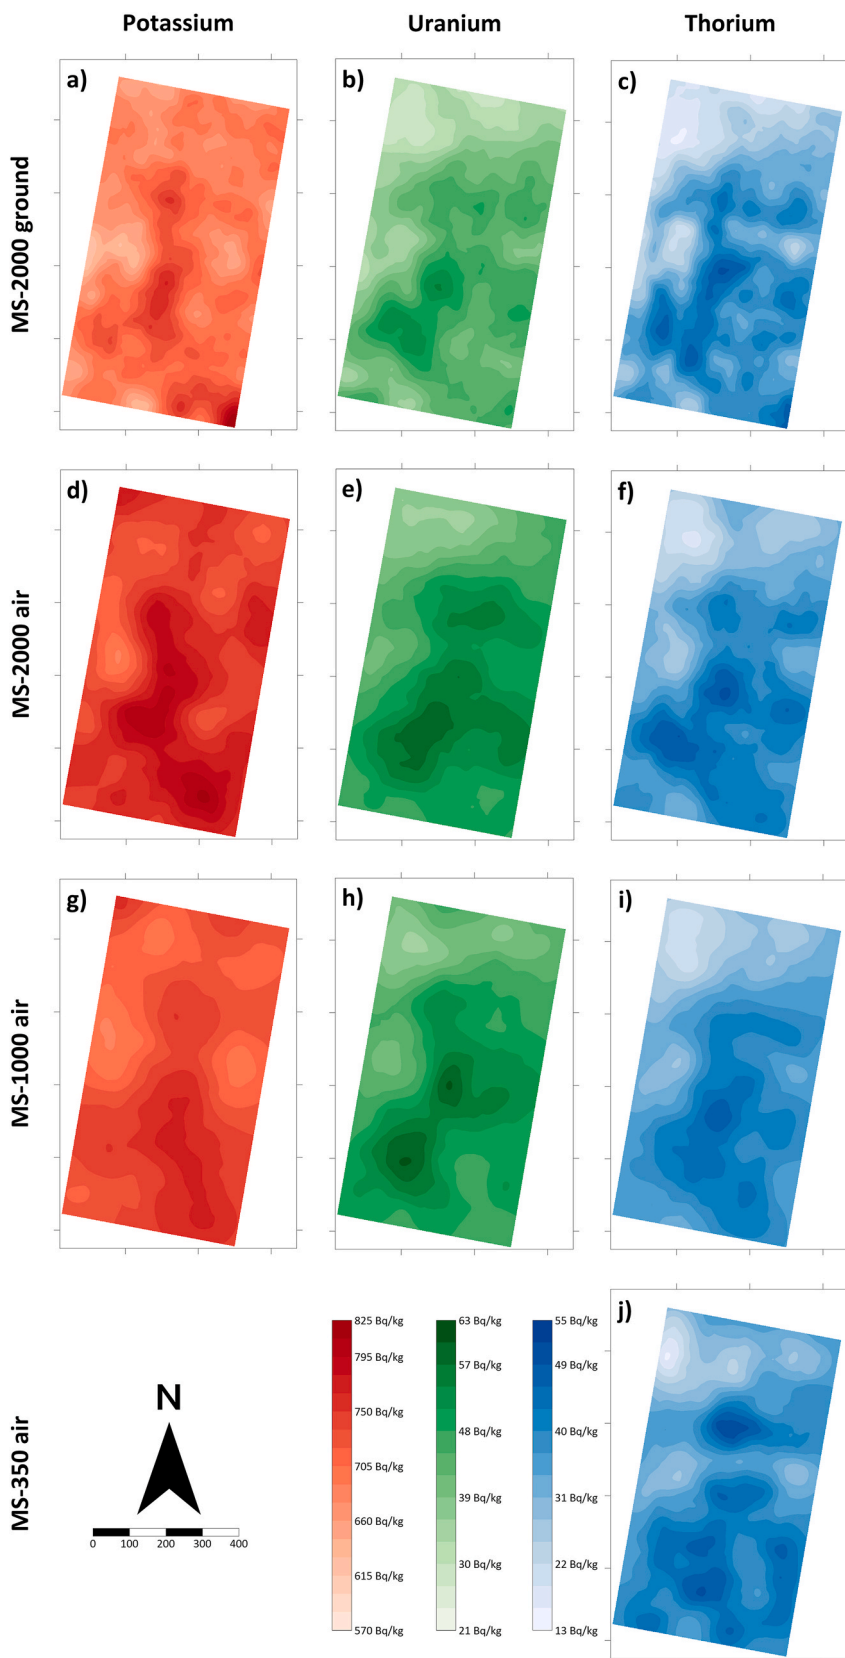 Potassium Uranium Thorium
MS-2000 ground
a) b) c)
MS-2000 air
d) e) f)
MS-1000 air
g) h) i)
MS-350 air
j)
N
0 100 200 300 400
825 Bq/kg
795 Bq/kg
750 Bq/kg
705 Bq/kg
660 Bq/kg
615 Bq/kg
570 Bq/kg
63 Bq/kg
57 Bq/kg
48 Bq/kg
39 Bq/kg
30 Bq/kg
21 Bq/kg
55 Bq/kg
49 Bq/kg
40 Bq/kg
31 Bq/kg
22 Bq/kg
13 Bq/kg